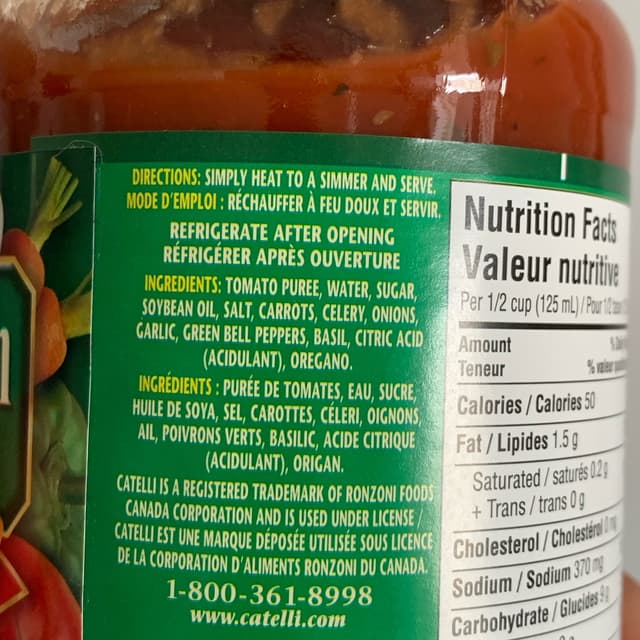 DIRECTIONS: SIMPLY HEAT TO A SIMMER AND SERVE.
MODE D'EMPLOI : RÉCHAUFFER À FEU DOUX ET SERVIR.
REFRIGERATE AFTER OPENING
RÉFRIGÉRER APRÈS OUVERTURE
INGREDIENTS: TOMATO PUREE, WATER, SUGAR,
SOYBEAN OIL, SALT, CARROTS, CELERY, ONIONS,
GARLIC, GREEN BELL PEPPERS, BASIL, CITRIC ACID
(ACIDULANT), OREGANO.
INGRÉDIENTS : PURÉE DE TOMATES, EAU, SUCRE,
HUILE DE SOYA, SEL, CAROTTES, CÉLERI, OIGNONS,
AIL, POIVRONS VERTS, BASILIC, ACIDE CITRIQUE
(ACIDULANT), ORIGAN.
CATELLI IS A REGISTERED TRADEMARK OF RONZONI FOODS
CANADA CORPORATION AND IS USED UNDER LICENSE /
CATELLI EST UNE MARQUE DÉPOSÉE UTILISÉE SOUS LICENCE
DE LA CORPORATION D'ALIMENTS RONZONI DU CANADA.
1-800-361-8998
www.catelli.com
Nutrition Facts
Valeur nutritive
Per 1/2 cup (125 mL) / Pour 1/2
Amount
Teneur % valeur
Calories / Calories 50
Fat / Lipides 1.5 g
Saturated / saturés 0.2 g
+ Trans / trans 0 g
Cholesterol / Cholestérol 0 mg
Sodium / Sodium 370 mg
Carbohydrate / Glucides 9 g